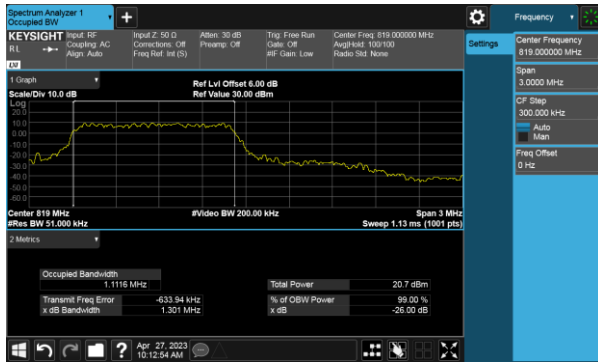 Spectrum Analyzer 1
Occupied BW
+
Frequency
KEYSIGHT
Input: RF
Coupling: AC
Align: Auto
Input Z: 50 Ω
Corrections: Off
Freq Ref: Int (S)
Atten: 30 dB
Preamp: Off
Trig: Free Run
Gate: Off
#IF Gain: Low
Center Freq: 819.000000 MHz
Avg|Hold: 100/100
Radio Std: None
RL
LXI
Settings
Center Frequency
819.000000 MHz
Span
3.0000 MHz
CF Step
300.000 kHz
Auto
Man
Freq Offset
0 Hz
1 Graph
Scale/Div 10.0 dB
Ref Lvl Offset 6.00 dB
Ref Value 30.00 dBm
Log
20.0
10.0
0.00
-10.0
-20.0
-30.0
-40.0
-50.0
-60.0
Center 819 MHz
#Res BW 51.000 kHz
#Video BW 200.00 kHz
Span 3 MHz
Sweep 1.13 ms (1001 pts)
2 Metrics
Occupied Bandwidth
1.1116 MHz
Transmit Freq Error -633.94 kHz
x dB Bandwidth 1.301 MHz
Total Power 20.7 dBm
% of OBW Power 99.00 %
x dB -26.00 dB
?
Apr 27, 2023
10:12:54 AM